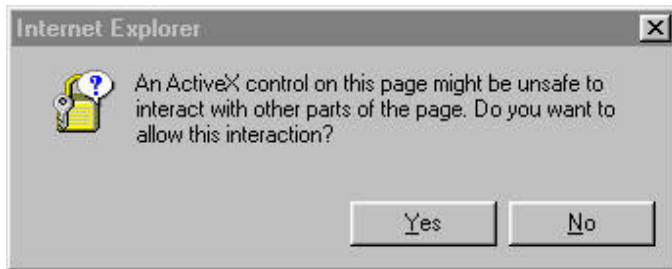 Internet Explorer
An ActiveX control on this page might be unsafe to
interact with other parts of the page. Do you want to
allow this interaction?
Yes No